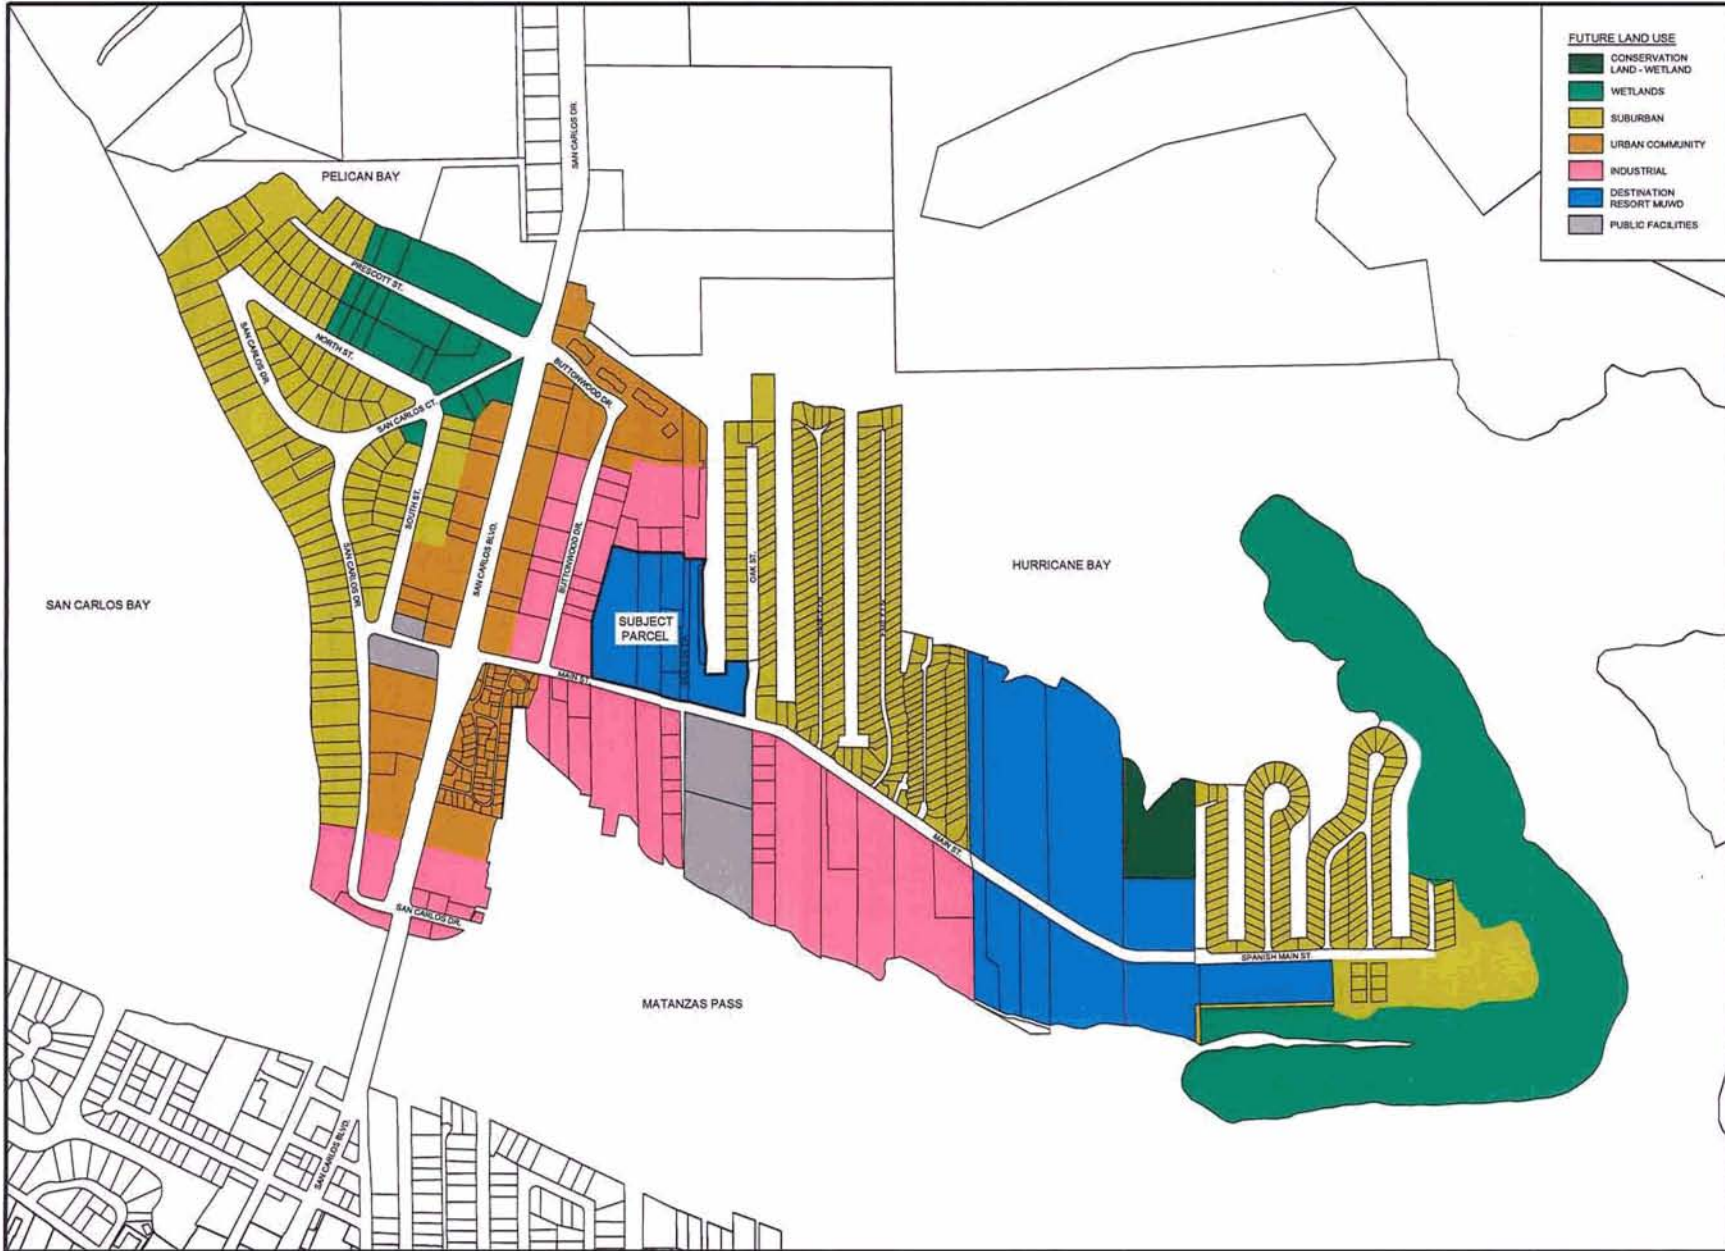 FUTURE LAND USE
CONSERVATION
LAND - WETLAND
WETLANDS
SUBURBAN
URBAN COMMUNITY
INDUSTRIAL
DESTINATION
RESORT MUWD
PUBLIC FACILITIES
SAN CARLOS DR.
PELICAN BAY
PRESCOTT ST.
NORTH ST.
SAN CARLOS DR.
BUTTONWOOD DR.
SAN CARLOS CT.
SOUTH ST.
SAN CARLOS BLVD.
BUTTONWOOD DR.
OAK ST.
HURRICANE BAY
SAN CARLOS DR.
SAN CARLOS BAY
SUBJECT
PARCEL
MAIN ST.
MAIN ST.
SAN CARLOS DR.
SPANISH MAIN ST.
MATANZAS PASS
SAN CARLOS BLVD.